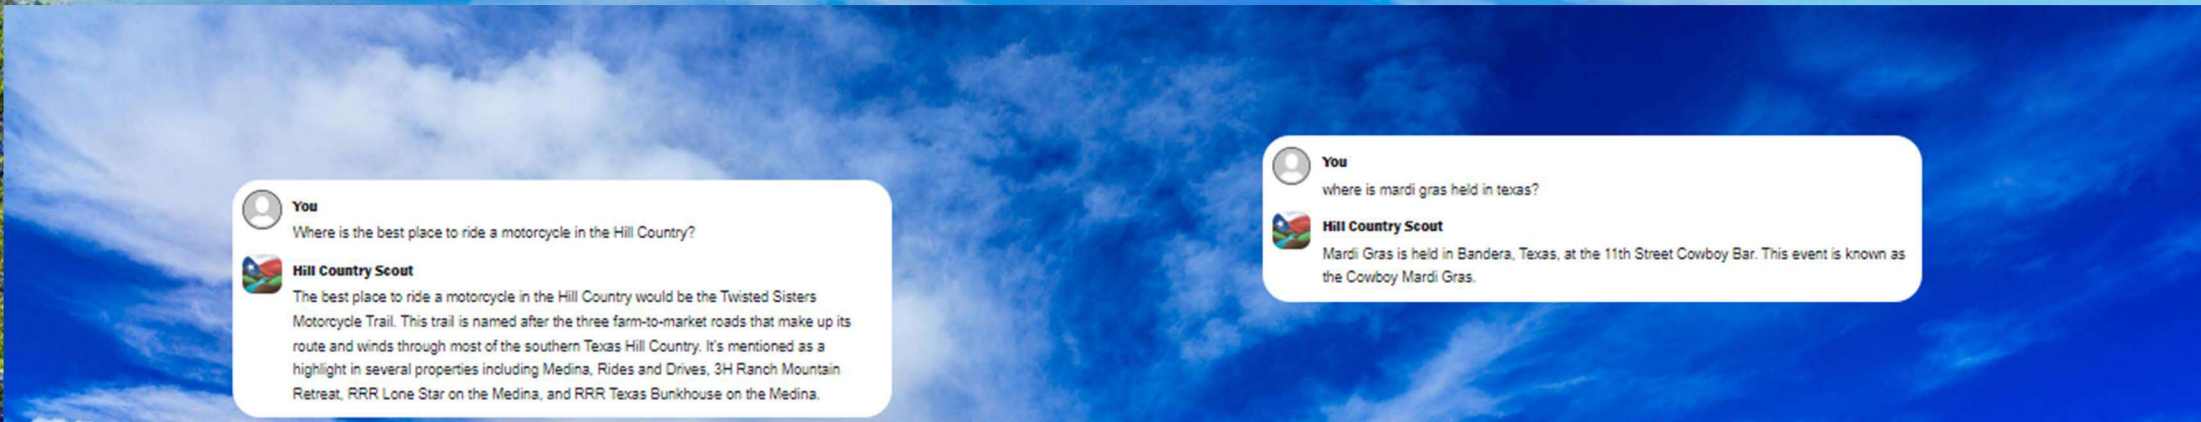 You
Where is the best place to ride a motorcycle in the Hill Country?
Hill Country Scout
The best place to ride a motorcycle in the Hill Country would be the Twisted Sisters
Motorcycle Trail. This trail is named after the three farm-to-market roads that make up its
route and winds through most of the southern Texas Hill Country. It's mentioned as a
highlight in several properties including Medina, Rides and Drives, 3H Ranch Mountain
Retreat, RRR Lone Star on the Medina, and RRR Texas Bunkhouse on the Medina.
You
where is mardi gras held in texas?
Hill Country Scout
Mardi Gras is held in Bandera, Texas, at the 11th Street Cowboy Bar. This event is known as
the Cowboy Mardi Gras.